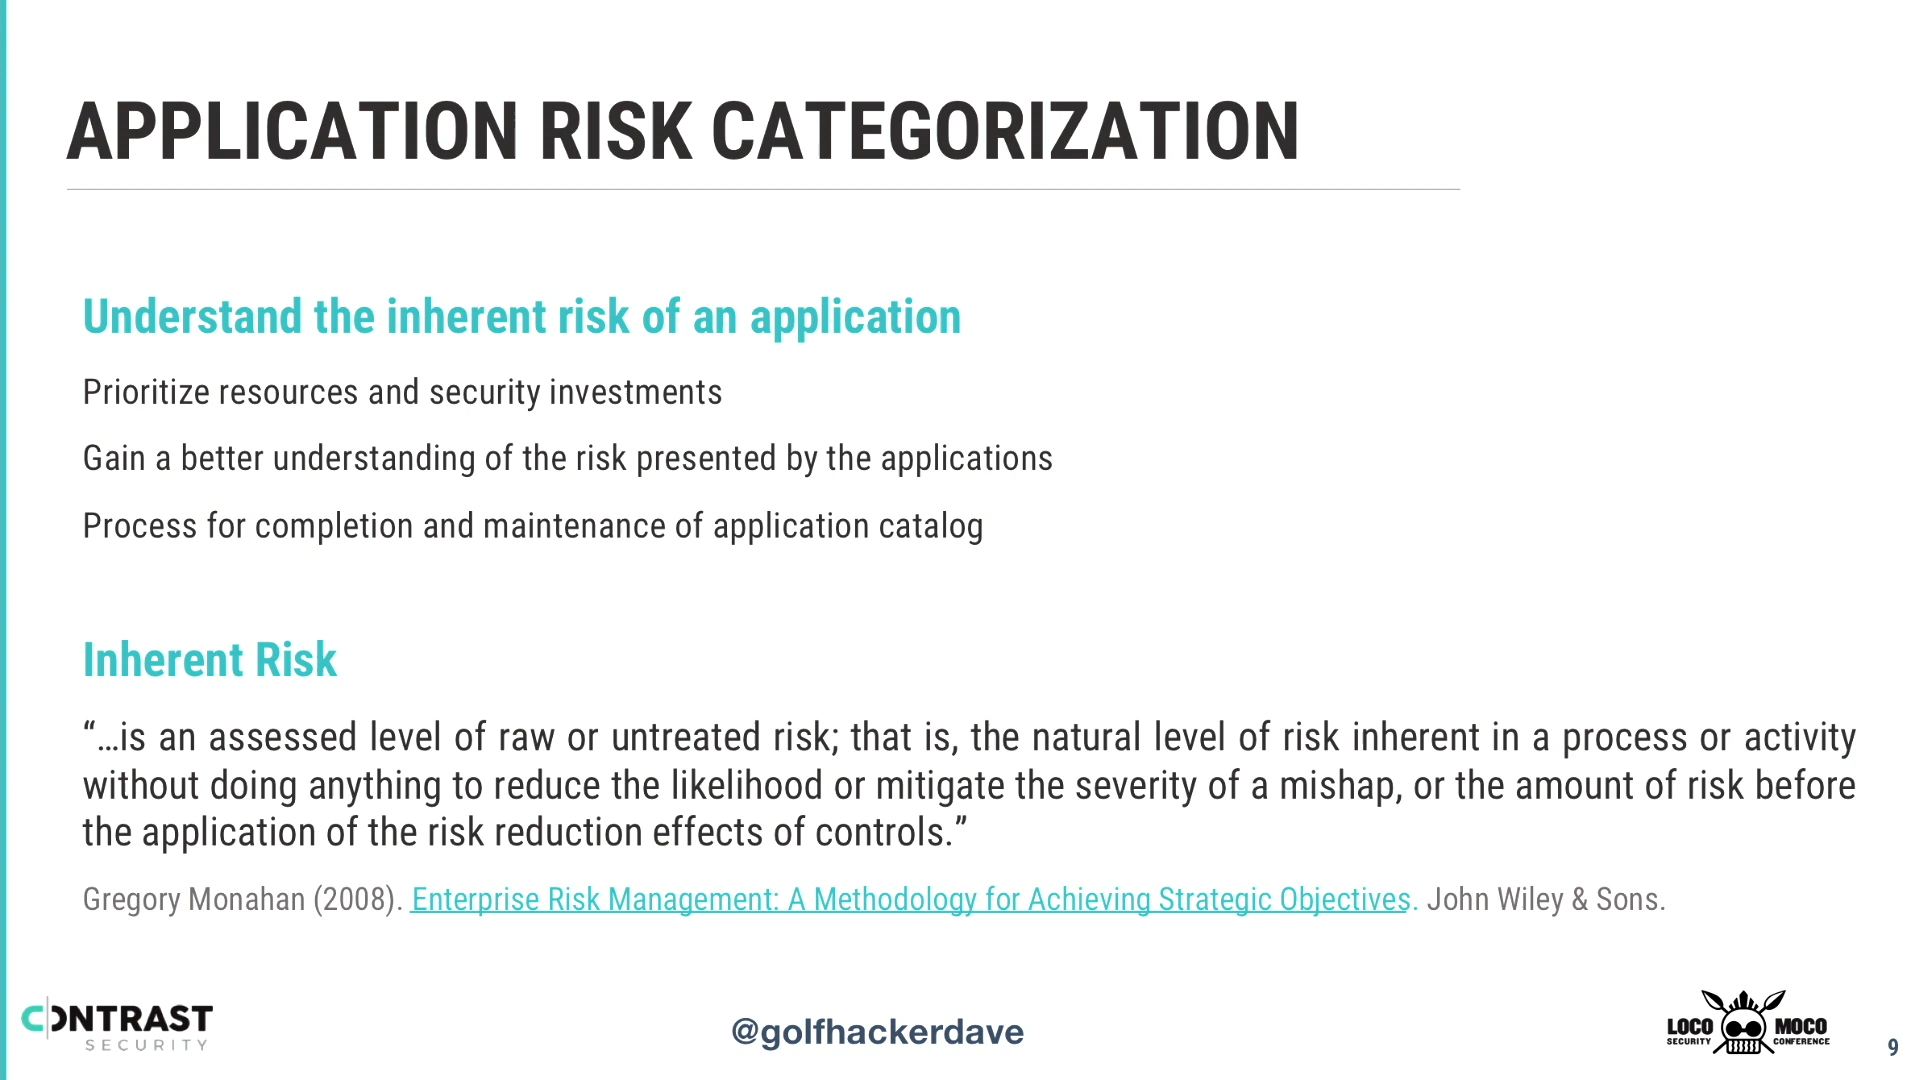 APPLICATION RISK CATEGORIZATION
Understand the inherent risk of an application
Prioritize resources and security investments
Gain a better understanding of the risk presented by the applications
Process for completion and maintenance of application catalog
Inherent Risk
“…is an assessed level of raw or untreated risk; that is, the natural level of risk inherent in a process or activity
without doing anything to reduce the likelihood or mitigate the severity of a mishap, or the amount of risk before
the application of the risk reduction effects of controls.”
Gregory Monahan (2008). Enterprise Risk Management: A Methodology for Achieving Strategic Objectives. John Wiley & Sons.
CONTRAST
SECURITY
@golfhackerdave
LOCO MOCO
SECURITY CONFERENCE
9